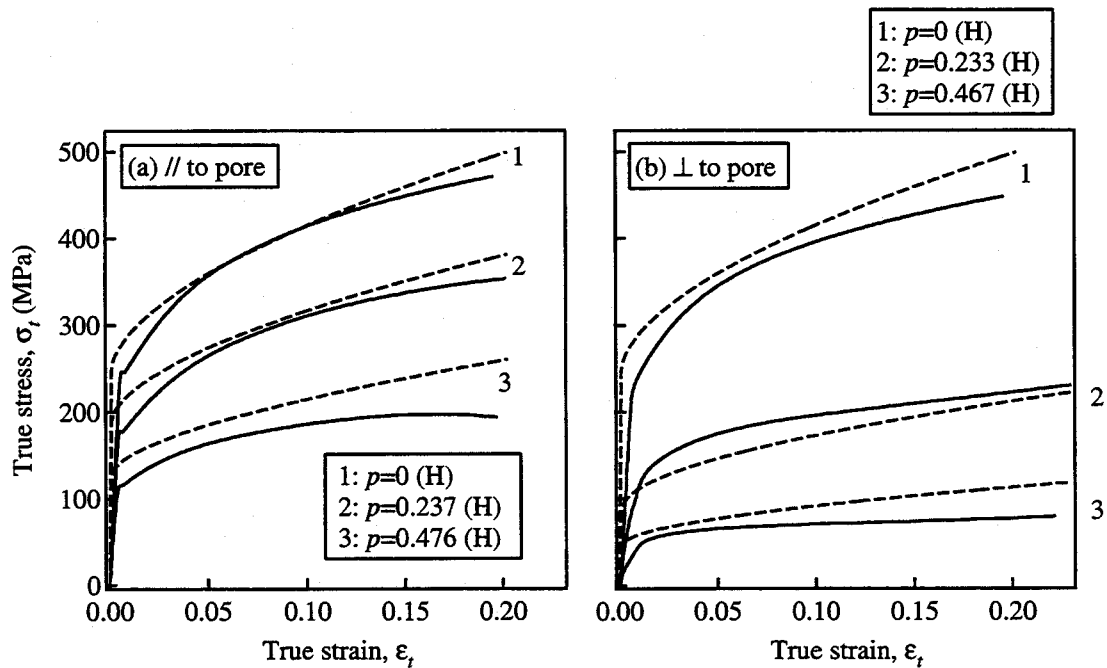 1: p=0 (H)
2: p=0.233 (H)
3: p=0.467 (H)
(a) // to pore
1
2
3
1: p=0 (H)
2: p=0.237 (H)
3: p=0.476 (H)
500
400
300
200
100
0
True stress, σt (MPa)
0.00 0.05 0.10 0.15 0.20
True strain, εt
(b) ⊥ to pore
1
2
3
0.00 0.05 0.10 0.15 0.20
True strain, εt